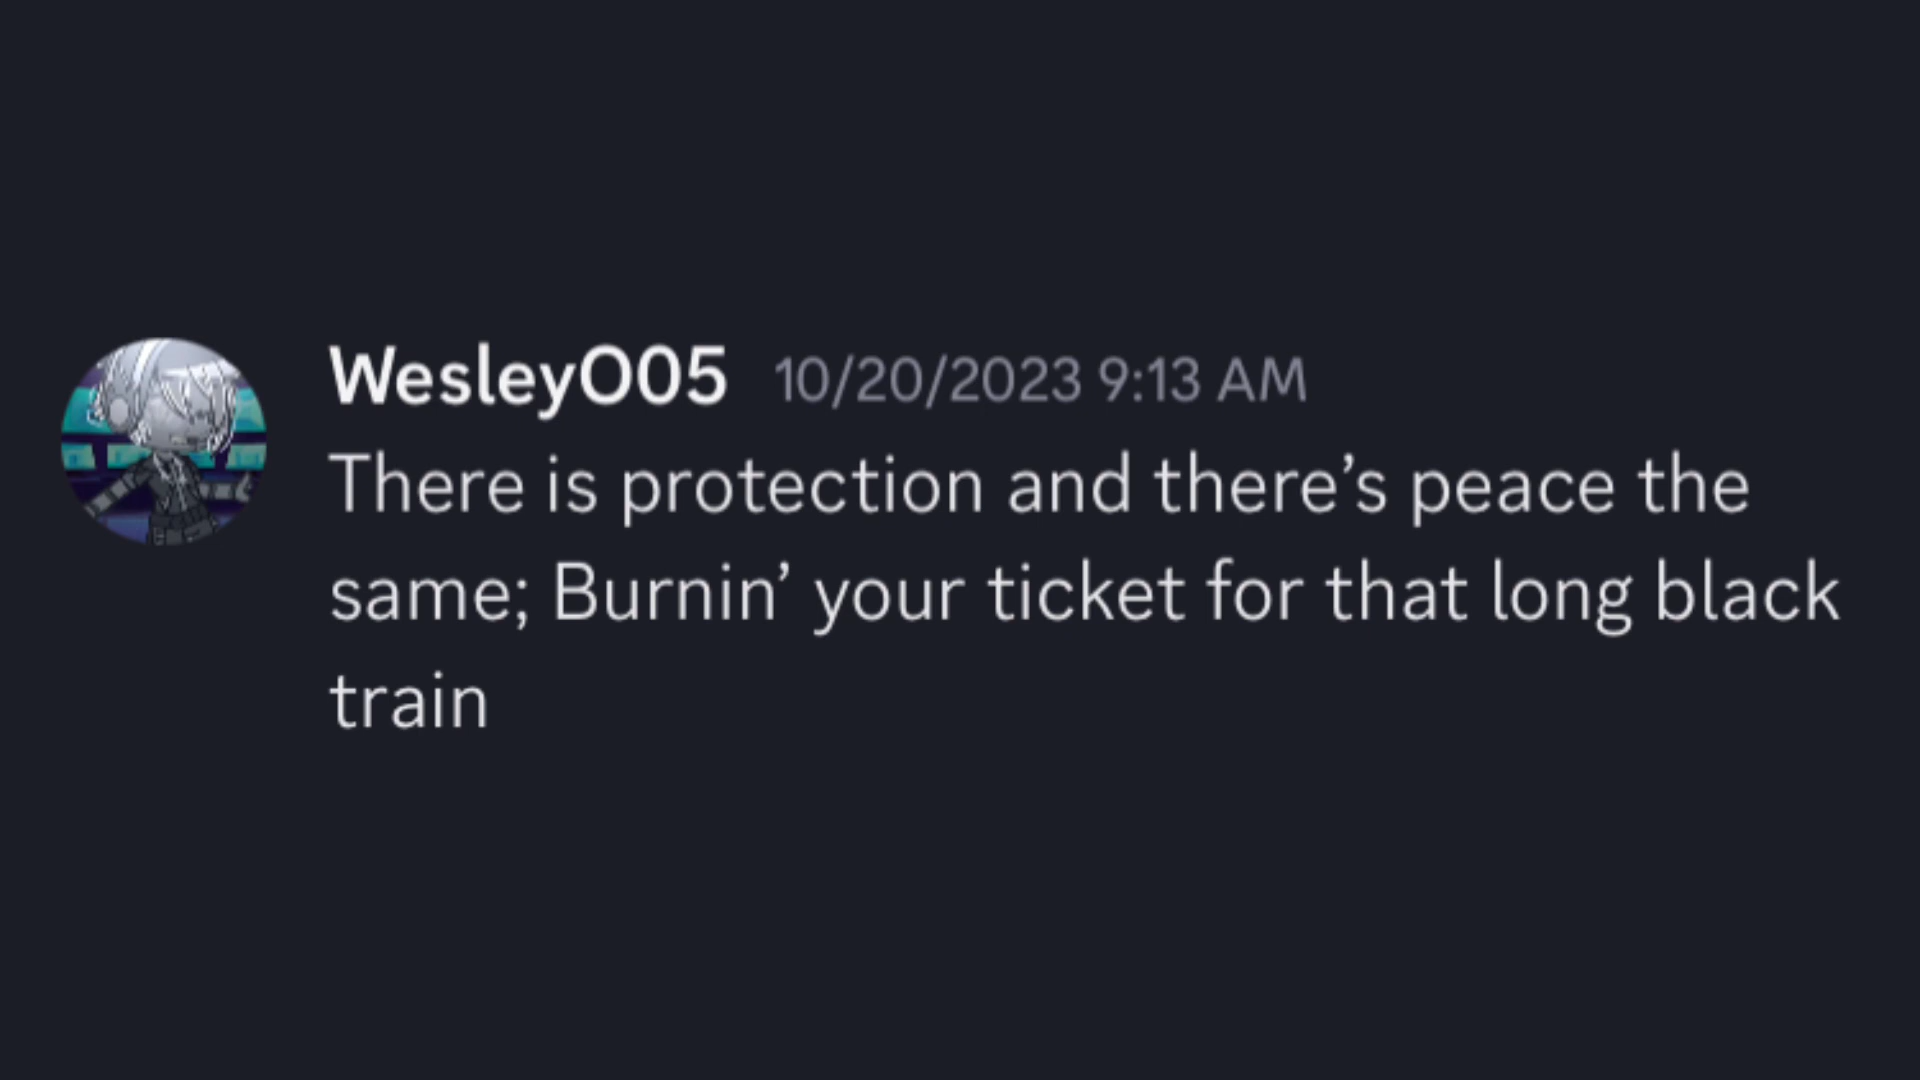 WesleyO05 10/20/2023 9:13 AM
There is protection and there’s peace the
same; Burnin’ your ticket for that long black
train